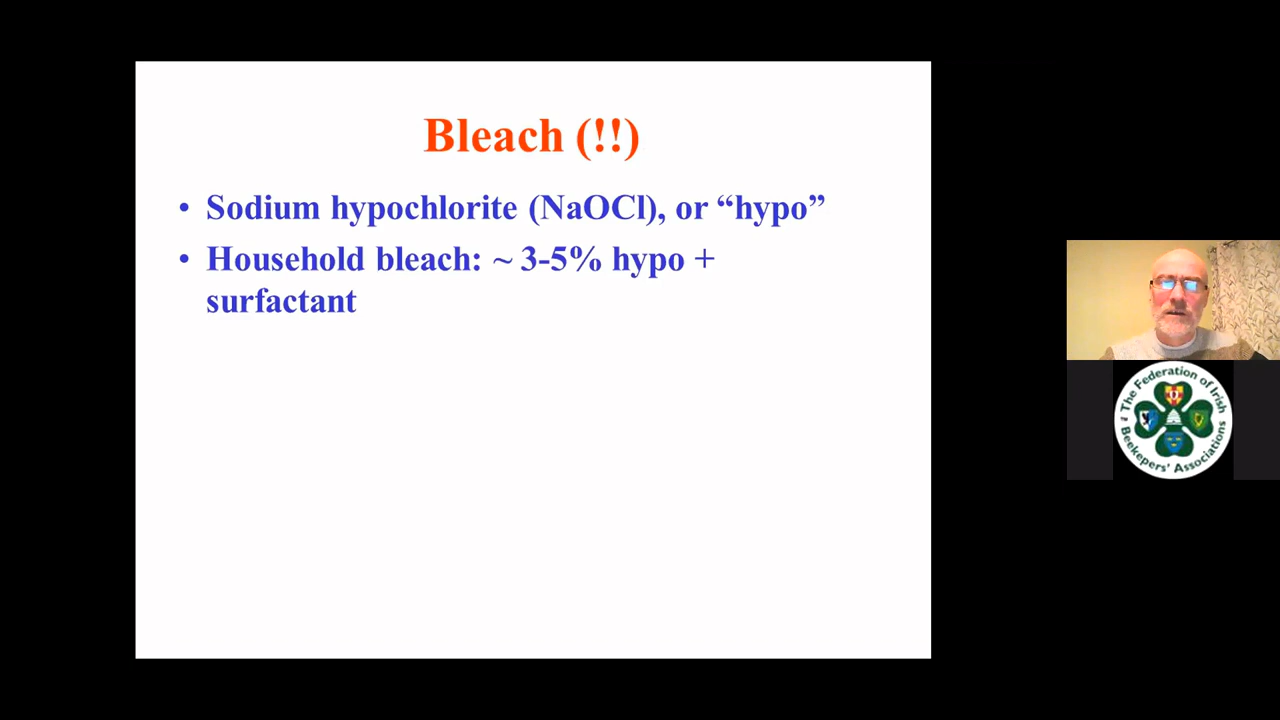 Bleach (!!)
• Sodium hypochlorite (NaOCl), or “hypo”
• Household bleach: ~ 3-5% hypo +
surfactant
The Federation of Irish
Beekepers' Associations